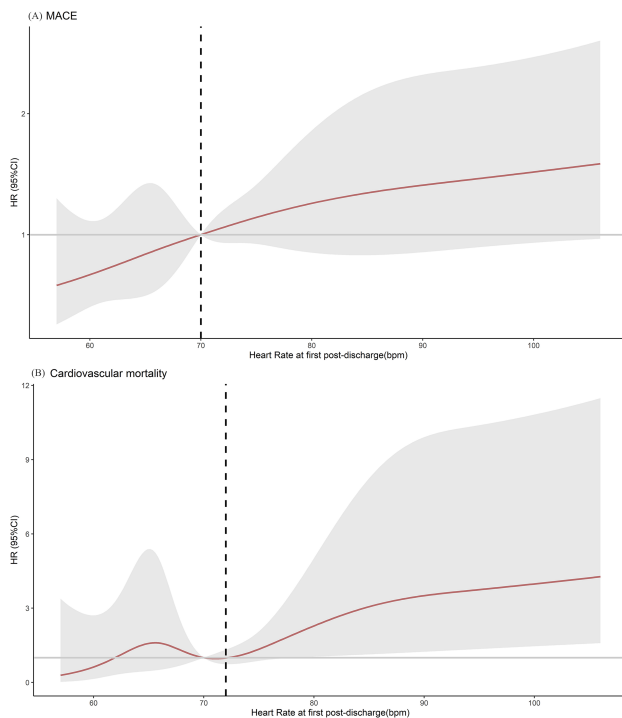 (A) MACE
HR (95%CI)
2
1
60 70 80 90 100
Heart Rate at first post-discharge(bpm)
(B) Cardiovascular mortality
HR (95%CI)
12
9
6
3
0
60 70 80 90 100
Heart Rate at first post-discharge(bpm)